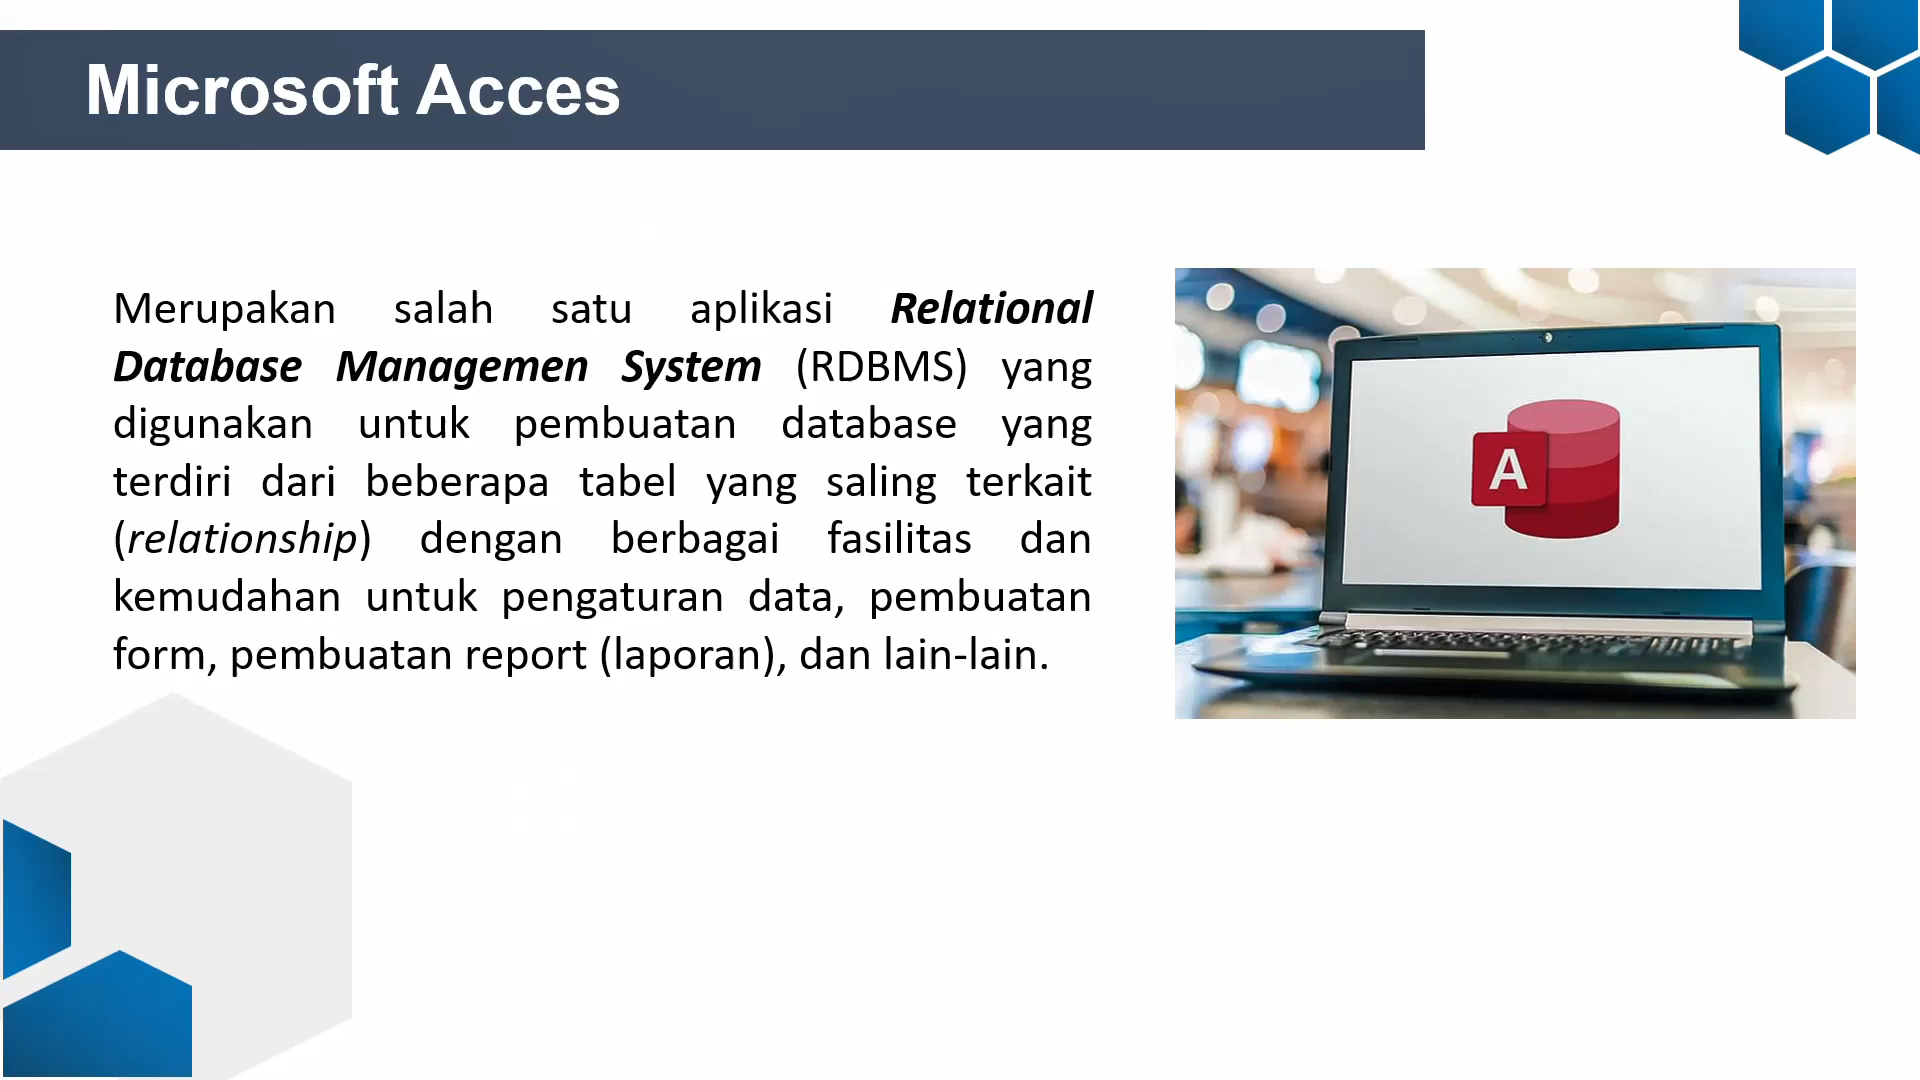 Microsoft Acces
Merupakan salah satu aplikasi Relational
Database Managemen System (RDBMS) yang
digunakan untuk pembuatan database yang
terdiri dari beberapa tabel yang saling terkait
(relationship) dengan berbagai fasilitas dan
kemudahan untuk pengaturan data, pembuatan
form, pembuatan report (laporan), dan lain-lain.
A